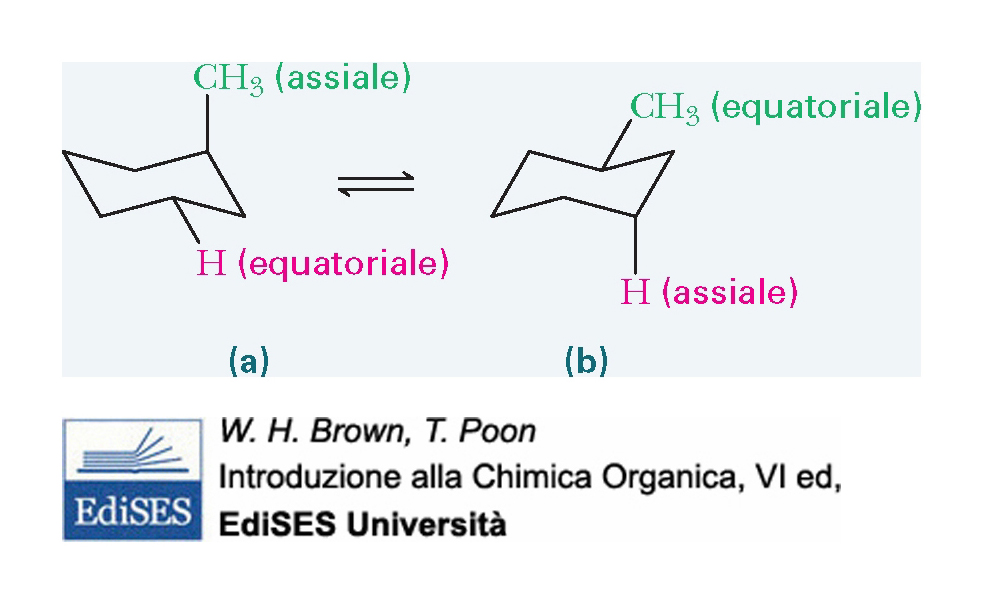 CH₃ (assiale)
CH₃ (equatoriale)
H (equatoriale)
H (assiale)
(a)
(b)
EdiSES
W. H. Brown, T. Poon
Introduzione alla Chimica Organica, VI ed,
EdiSES Università